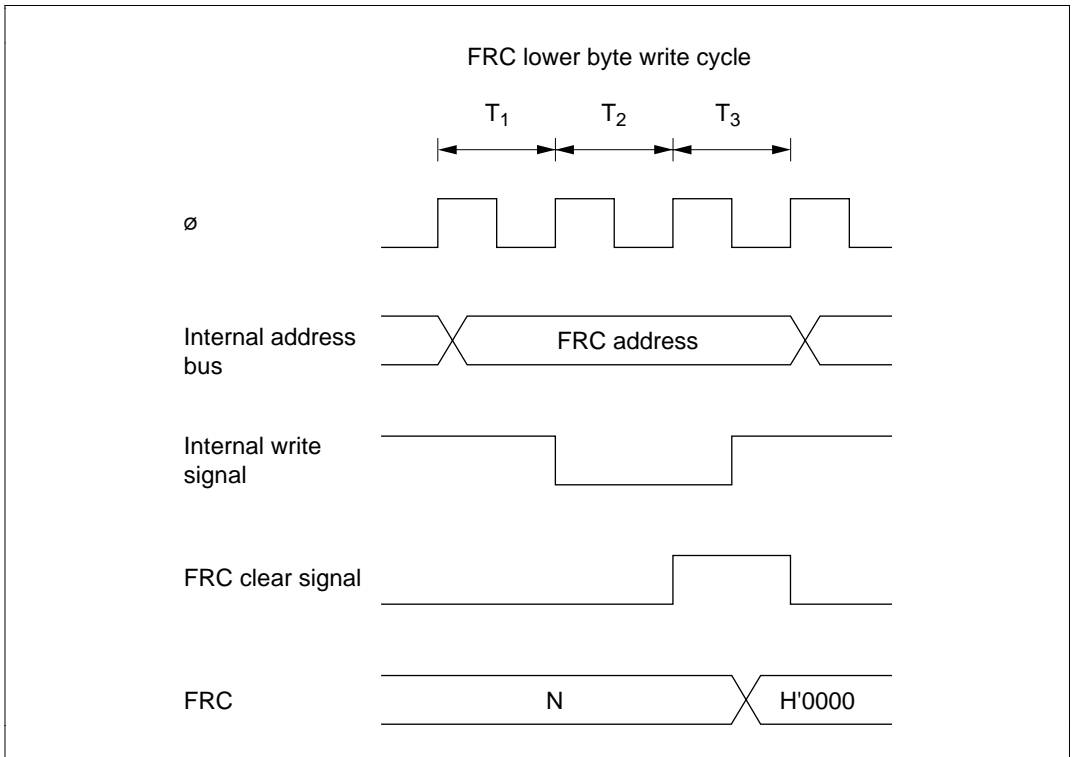 FRC lower byte write cycle
T1 T2 T3
ø
Internal address
bus
FRC address
Internal write
signal
FRC clear signal
FRC
N
H'0000